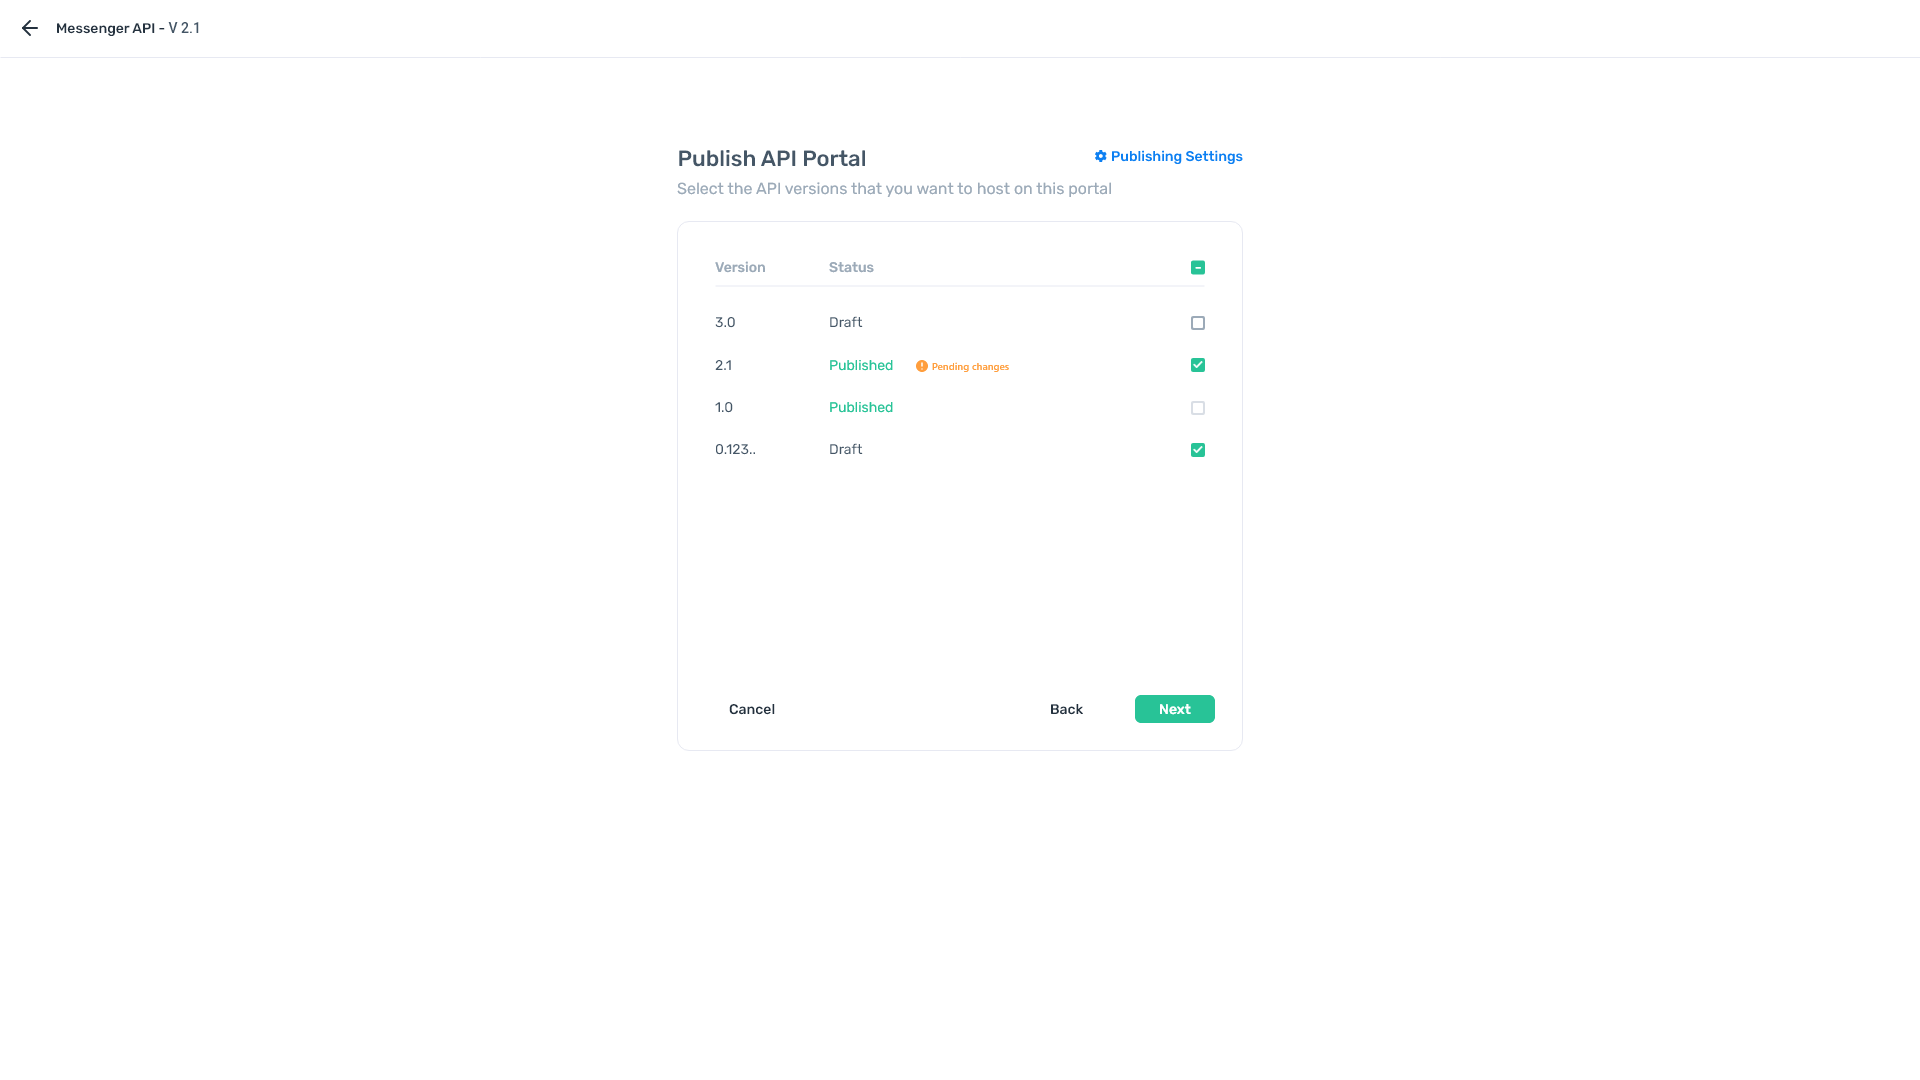 Messenger API - V 2.1
Publish API Portal
Publishing Settings
Select the API versions that you want to host on this portal
Version Status
3.0 Draft
2.1 Published Pending changes
1.0 Published
0.123.. Draft
Cancel Back Next